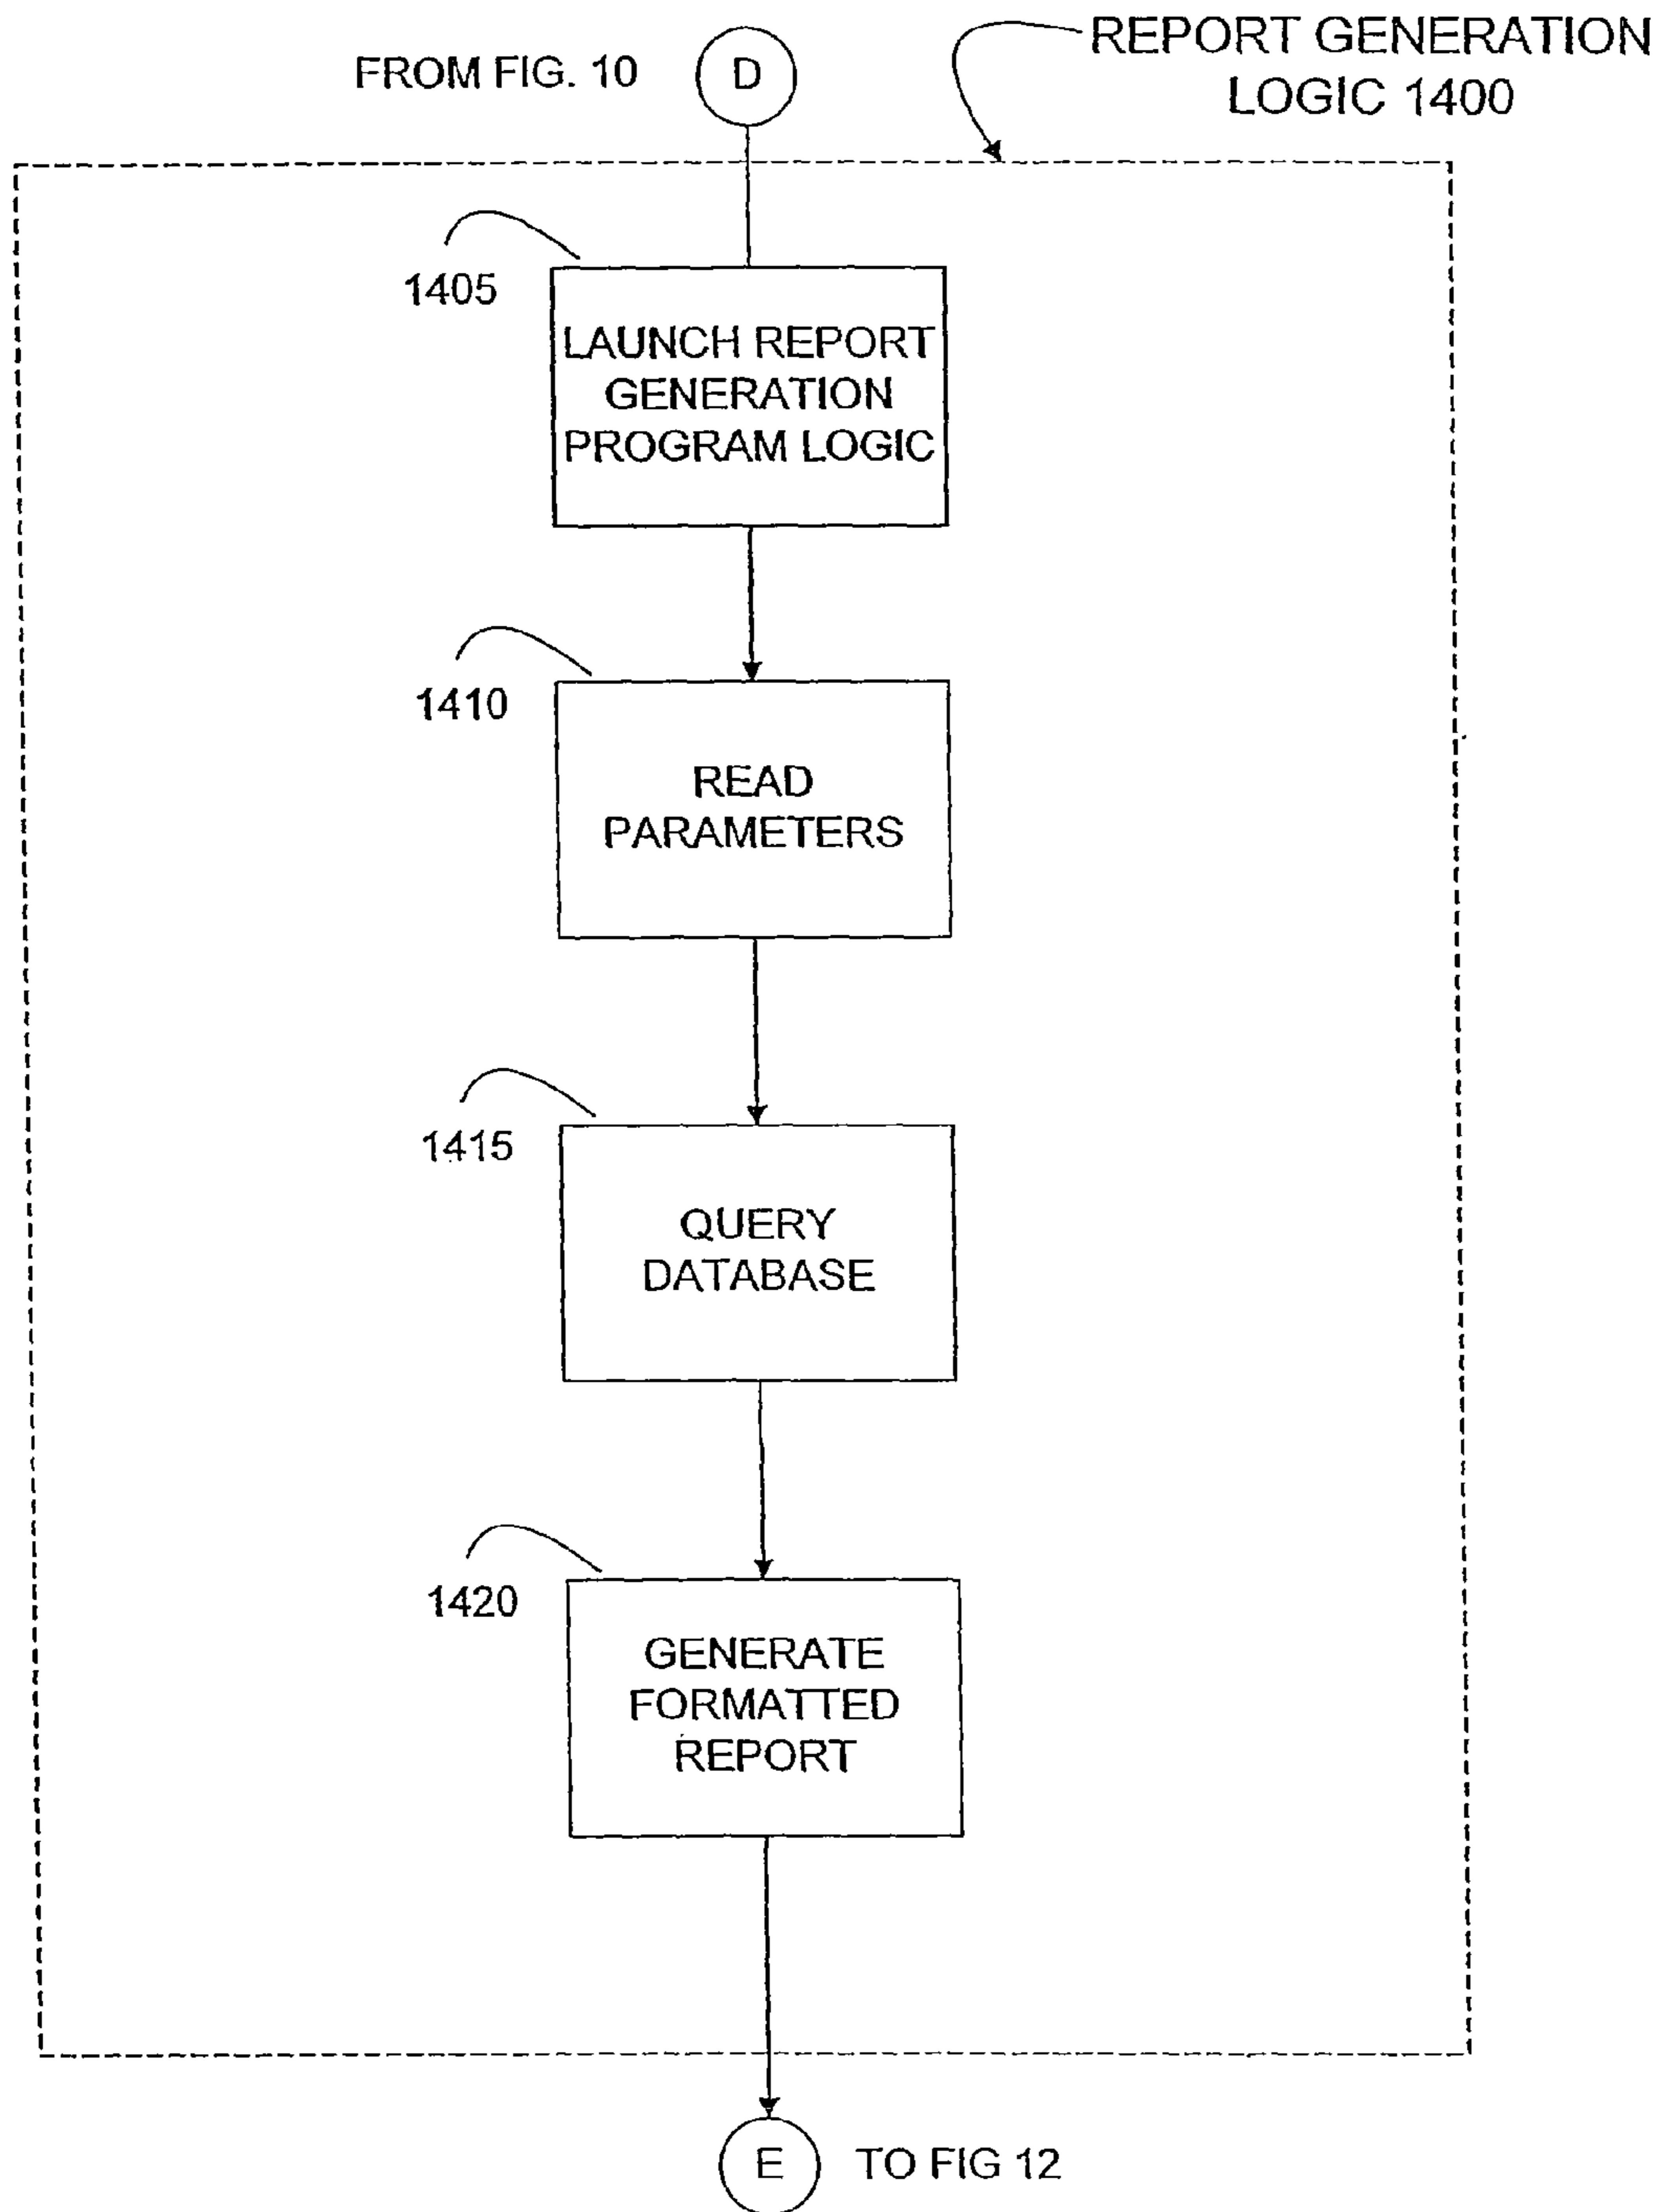 REPORT GENERATION
LOGIC 1400
FROM FIG. 10
D
1405
LAUNCH REPORT
GENERATION
PROGRAM LOGIC
1410
READ
PARAMETERS
1415
QUERY
DATABASE
1420
GENERATE
FORMATTED
REPORT
E
TO FIG 12